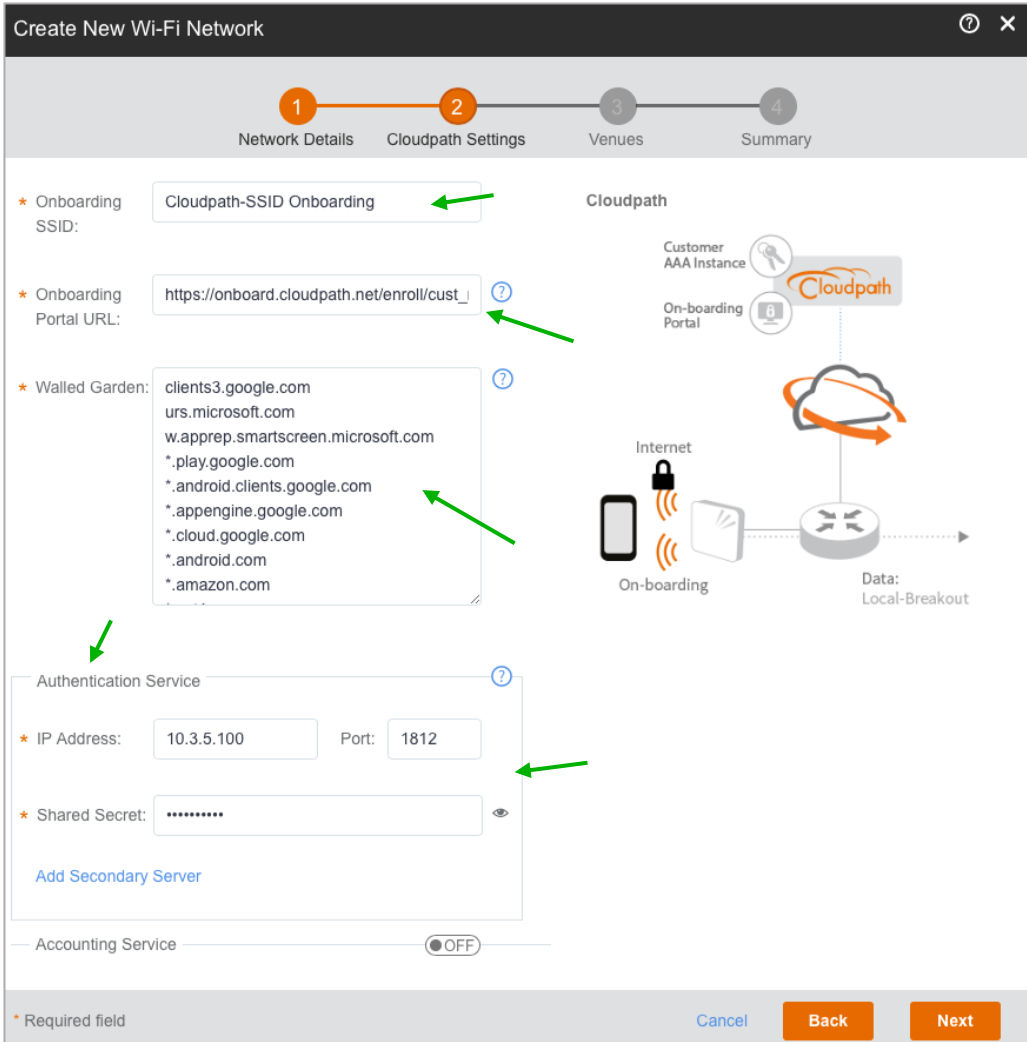 Create New Wi-Fi Network
1
2
3
4
Network Details
Cloudpath Settings
Venues
Summary
* Onboarding
SSID:
Cloudpath-SSID Onboarding
* Onboarding
Portal URL:
https://onboard.cloudpath.net/enroll/cust_
?
* Walled Garden:
clients3.google.com
urs.microsoft.com
w.apprep.smartscreen.microsoft.com
*.play.google.com
*.android.clients.google.com
*.appengine.google.com
*.cloud.google.com
*.android.com
*.amazon.com
?
Authentication Service
?
* IP Address:
10.3.5.100
Port:
1812
* Shared Secret:
••••••••••
Add Secondary Server
Accounting Service
OFF
Cloudpath
Customer
AAA Instance
Cloudpath
On-boarding
Portal
Internet
On-boarding
Data:
Local-Breakout
* Required field
Cancel
Back
Next